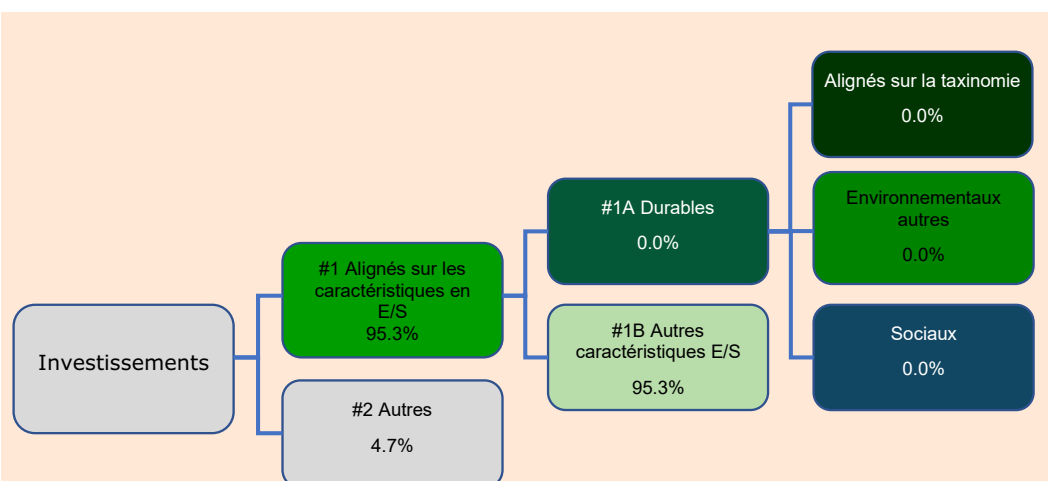 Investissements
#1 Alignés sur les
caractéristiques en
E/S
95.3%
#2 Autres
4.7%
#1A Durables
0.0%
#1B Autres
caractéristiques E/S
95.3%
Alignés sur la taxinomie
0.0%
Environnementaux
autres
0.0%
Sociaux
0.0%